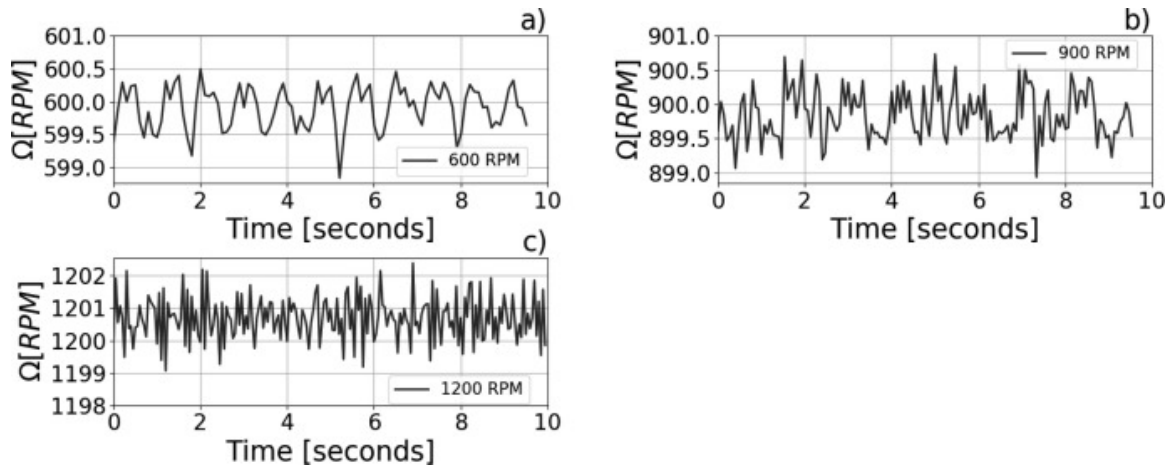 a)
601.0
600.5
600.0
599.5
599.0
Ω[RPM]
600 RPM
0 2 4 6 8 10
Time [seconds]
b)
901.0
900.5
900.0
899.5
899.0
Ω[RPM]
900 RPM
0 2 4 6 8 10
Time [seconds]
c)
1202
1201
1200
1199
1198
Ω[RPM]
1200 RPM
0 2 4 6 8 10
Time [seconds]